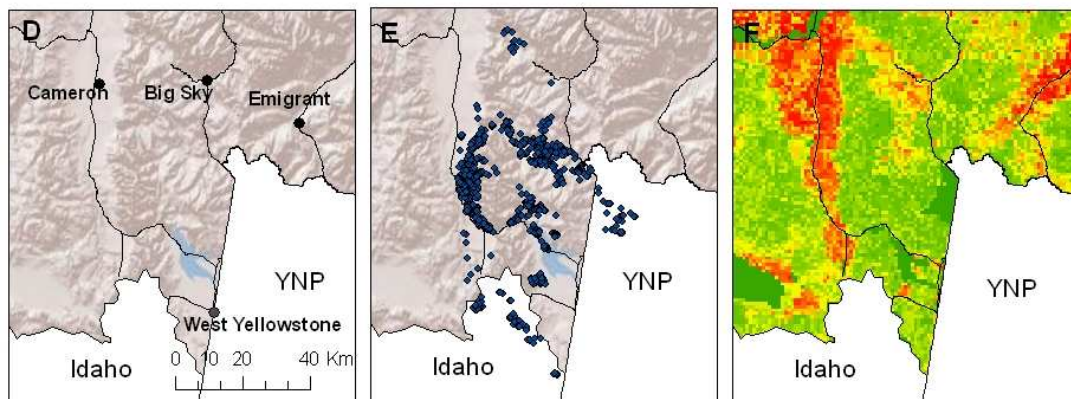 D
Cameron
Big Sky
Emigrant
YNP
West Yellowstone
Idaho
0 10 20 40 Km
E
YNP
Idaho
F
YNP
Idaho